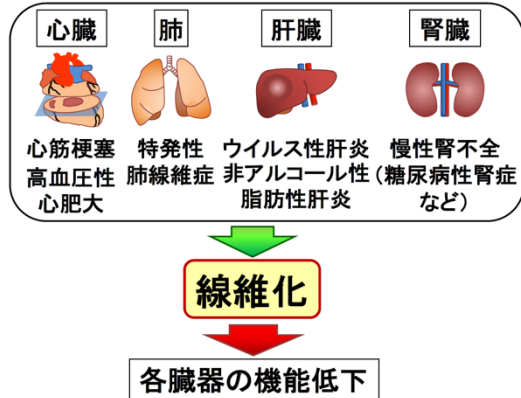 心臓
肺
肝臓
腎臓
心筋梗塞
高血圧性
心肥大
特発性
肺線維症
ウイルス性肝炎
非アルコール性
脂肪性肝炎
慢性腎不全
(糖尿病性腎症
など)
線維化
各臓器の機能低下